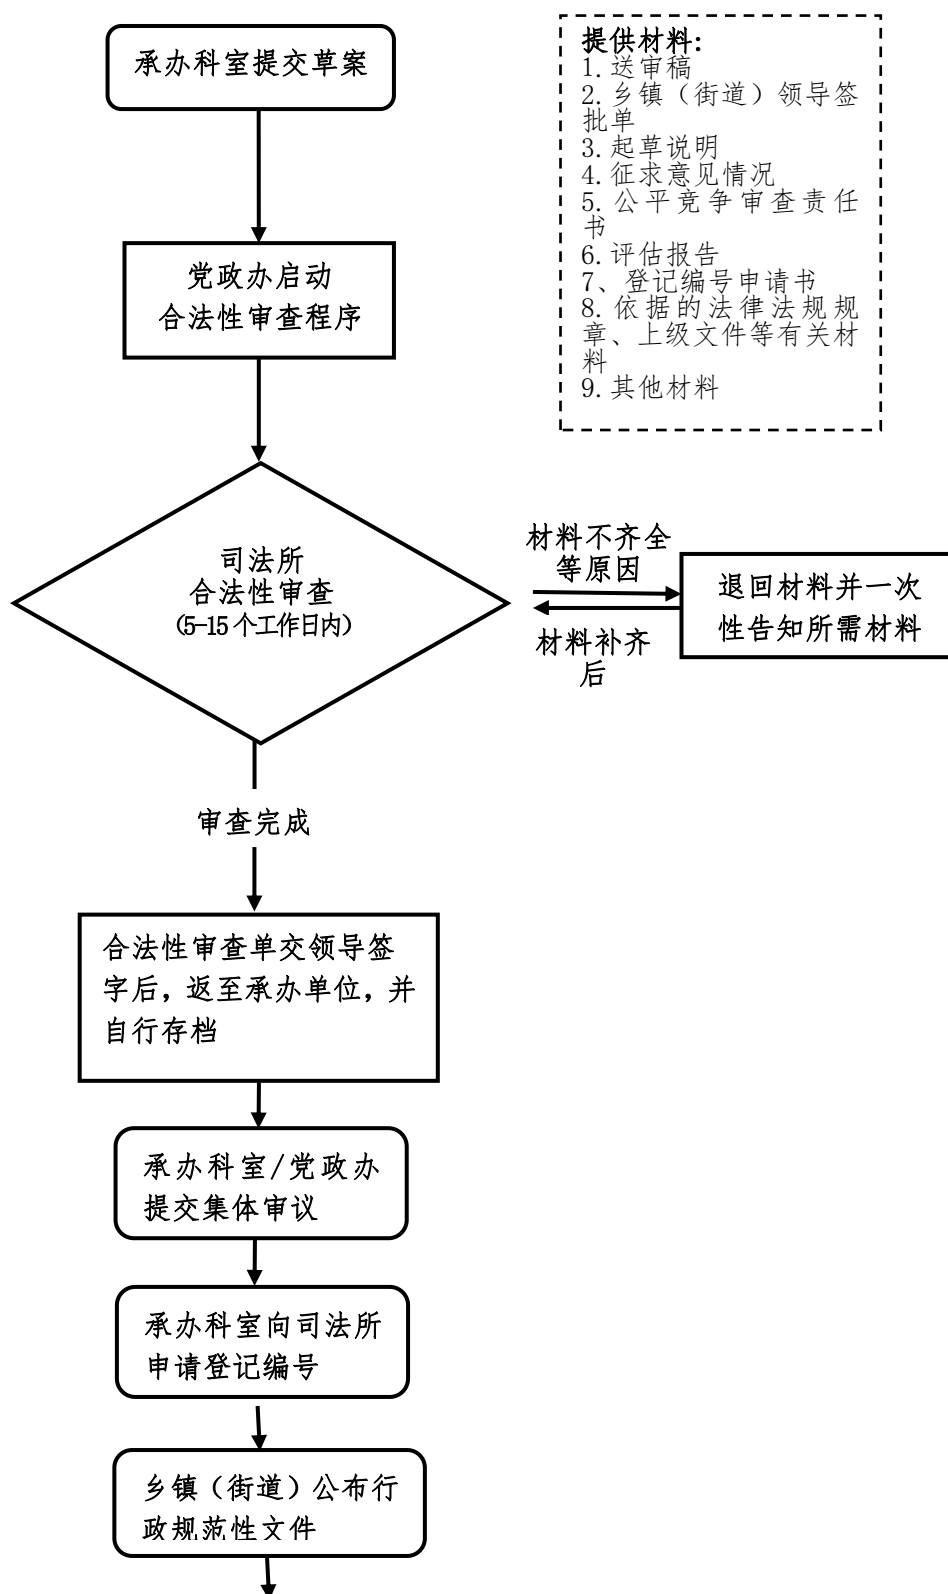 承办科室提交草案
提供材料:
1.送审稿
2.乡镇（街道）领导签
批单
3.起草说明
4.征求意见情况
5.公平竞争审查责任
书
6.评估报告
7、登记编号申请书
8.依据的法律法规规
章、上级文件等有关材
料
9.其他材料
党政办启动
合法性审查程序
司法所
合法性审查
（5-15个工作日内）
材料不齐全
等原因
材料补齐
后
退回材料并一次
性告知所需材料
审查完成
合法性审查单交领导签
字后，返至承办单位，并
自行存档
承办科室/党政办
提交集体审议
承办科室向司法所
申请登记编号
乡镇（街道）公布行
政规范性文件